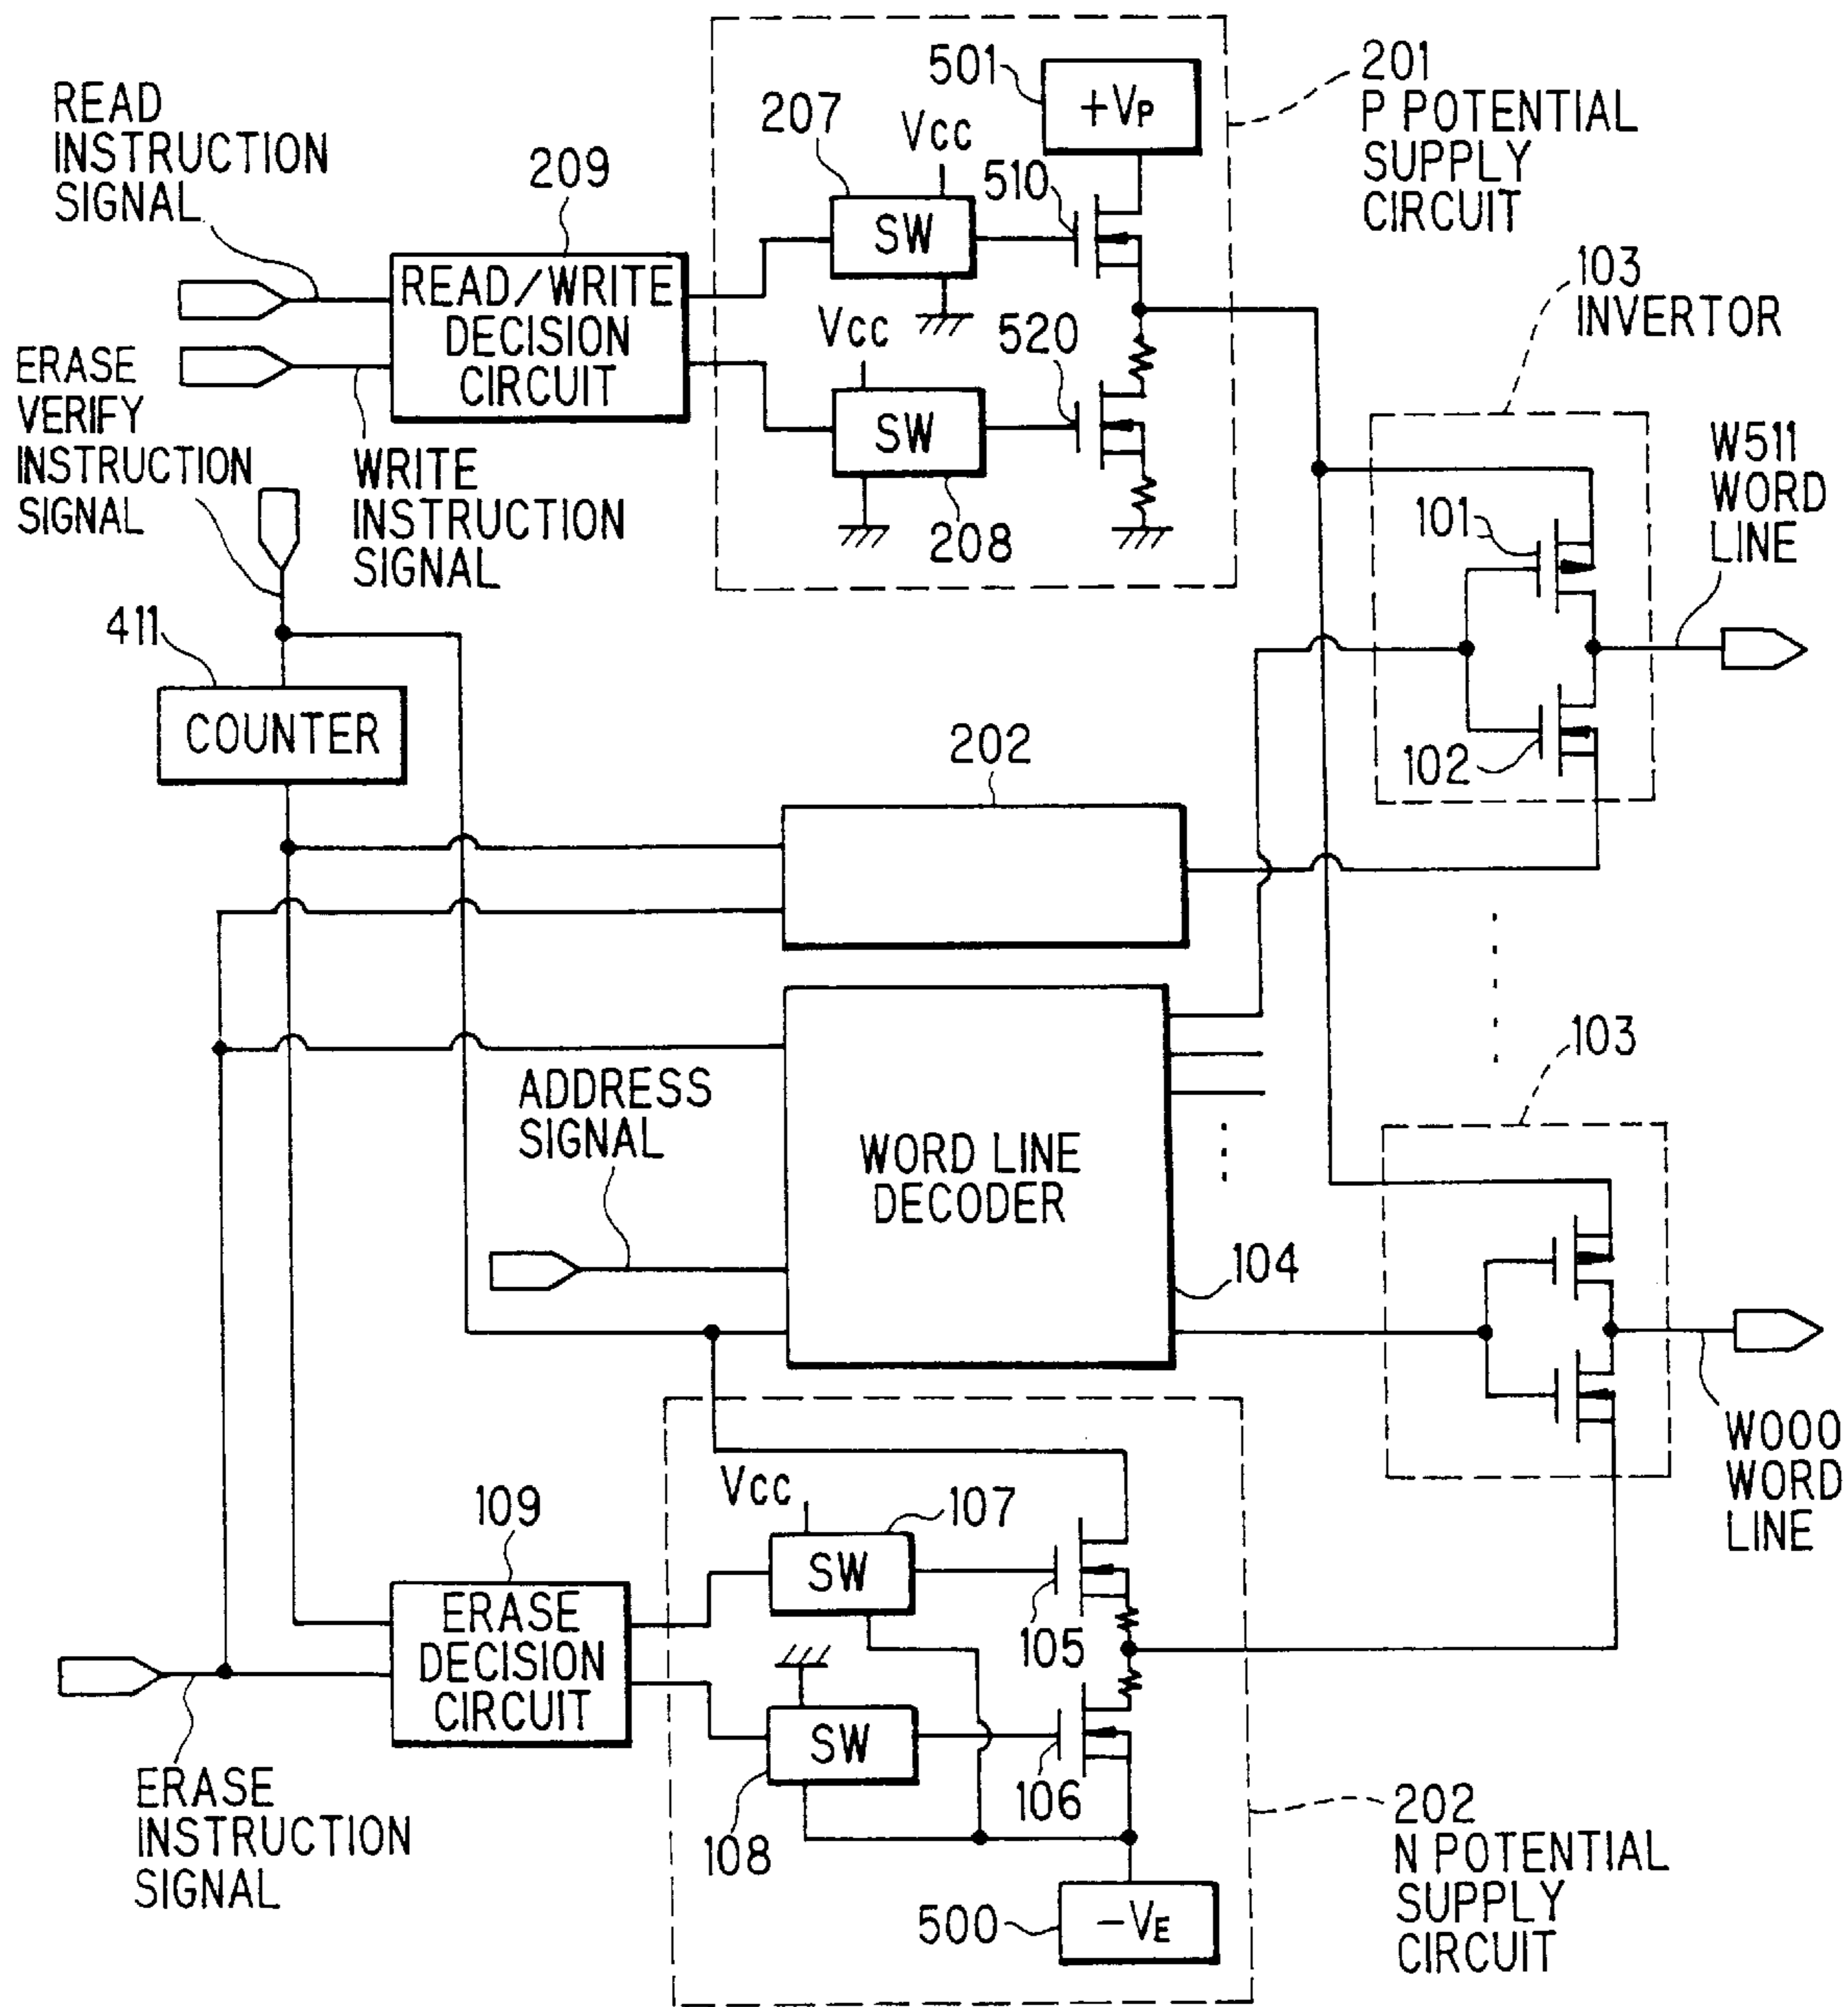 READ
INSTRUCTION
SIGNAL
209
READ/WRITE
DECISION
CIRCUIT
207
Vcc
SW
501
+VP
510
Vcc
SW
208
520
201
P POTENTIAL
SUPPLY
CIRCUIT
103
INVERTOR
ERASE
VERIFY
INSTRUCTION
SIGNAL
WRITE
INSTRUCTION
SIGNAL
W511
WORD
LINE
101
102
411
COUNTER
202
103
ADDRESS
SIGNAL
WORD LINE
DECODER
104
W000
WORD
LINE
109
ERASE
DECISION
CIRCUIT
Vcc
107
SW
105
SW
108
106
ERASE
INSTRUCTION
SIGNAL
500
-VE
202
N POTENTIAL
SUPPLY
CIRCUIT